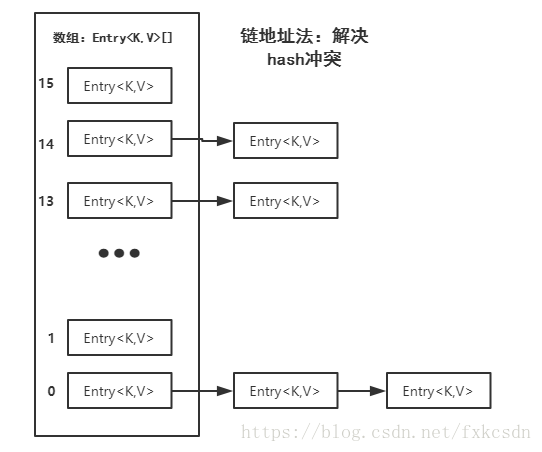 数组：Entry<K,V>[]
链地址法：解决
hash冲突
15
Entry<K,V>
14
Entry<K,V>
Entry<K,V>
13
Entry<K,V>
Entry<K,V>
1
Entry<K,V>
0
Entry<K,V>
Entry<K,V>
Entry<K,V>
https://blog.csdn.net/fxkcsdn